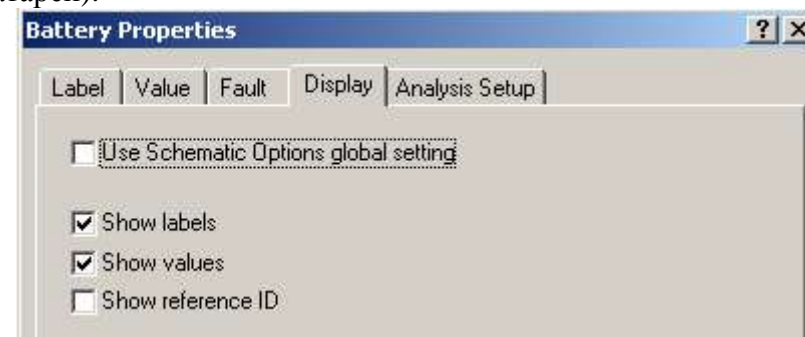 Battery Properties
Label Value Fault Display Analysis Setup
Use Schematic Options global setting
Show labels
Show values
Show reference ID